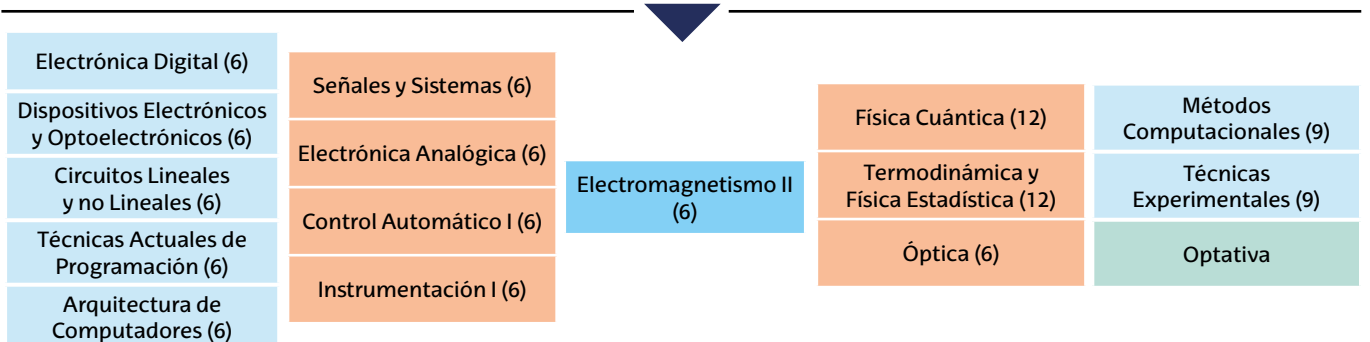 Electrónica Digital (6)
Dispositivos Electrónicos
y Optoelectrónicos (6)
Circuitos Lineales
y no Lineales (6)
Técnicas Actuales de
Programación (6)
Arquitectura de
Computadores (6)
Señales y Sistemas (6)
Electrónica Analógica (6)
Control Automático I (6)
Instrumentación I (6)
Electromagnetismo II
(6)
Física Cuántica (12)
Termodinámica y
Física Estadística (12)
Óptica (6)
Métodos
Computacionales (9)
Técnicas
Experimentales (9)
Optativa